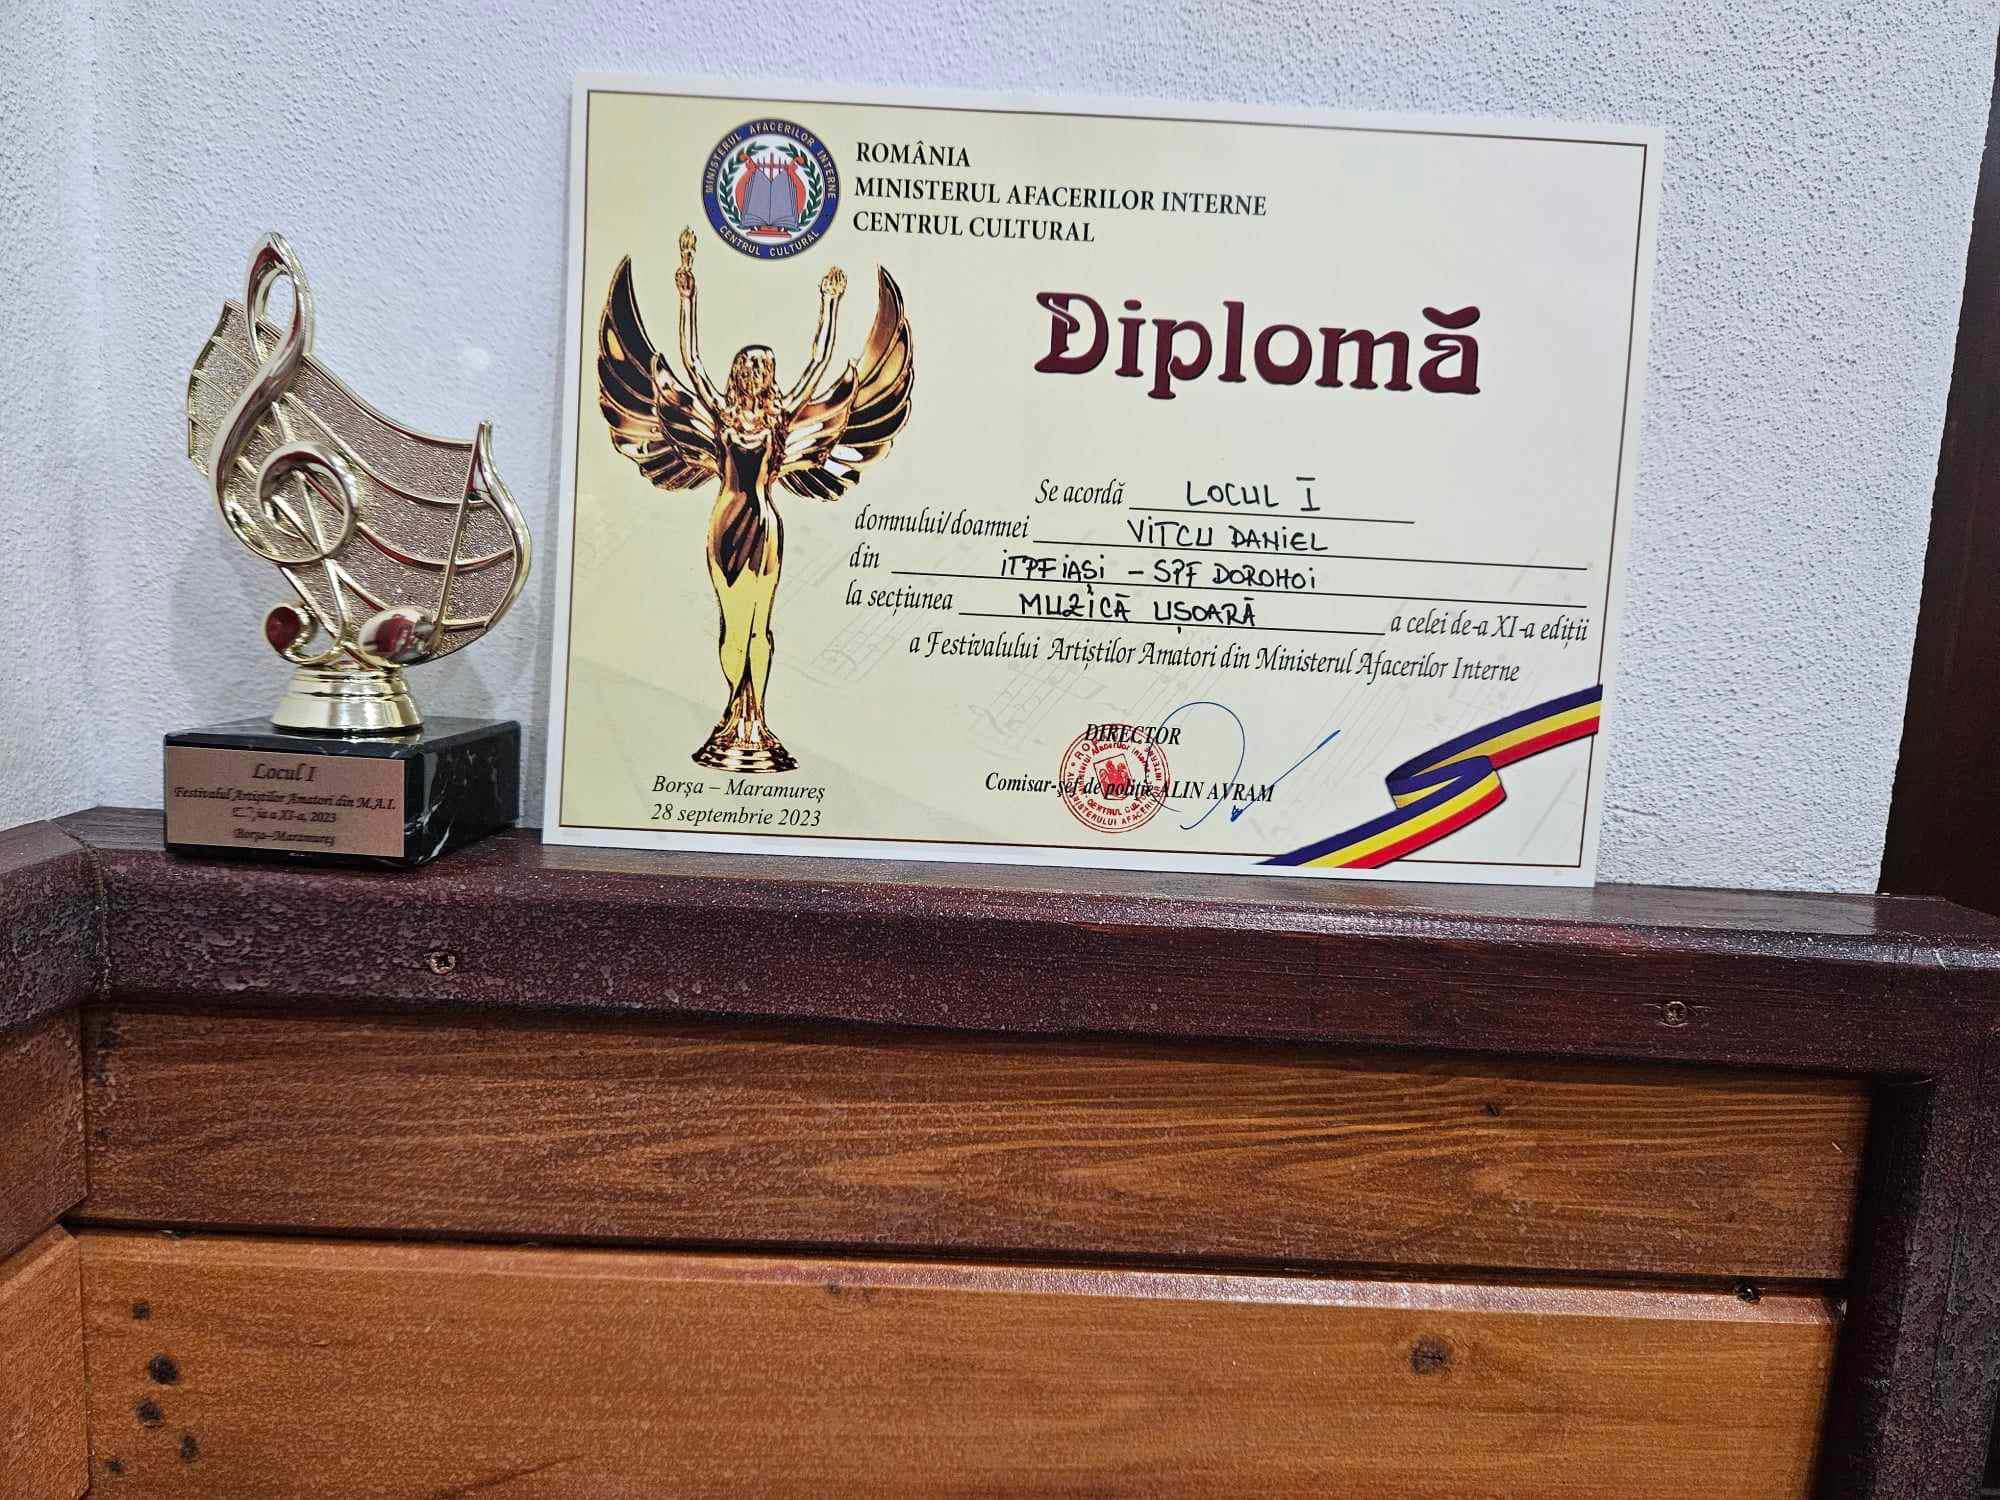 MINISTERUL AFACERILOR INTERNE
CENTRUL CULTURAL
ROMÂNIA
MINISTERUL AFACERILOR INTERNE
CENTRUL CULTURAL
Diplomă
Se acordă LOCUL I
domnului/doamnei VITCU DANIEL
din ITPF IAȘI - SPF DOROHOI
la secțiunea MUZICĂ UȘOARĂ a celei de-a XI-a ediții
a Festivalului Artiștilor Amatori din Ministerul Afacerilor Interne
DIRECTOR
Comisar-șef de poliție ALIN AVRAM
Borșa – Maramureș
28 septembrie 2023
Locul I
Festivalul Artiștilor Amatori din M.A.I.
a XI-a, 2023
Borșa–Maramureș